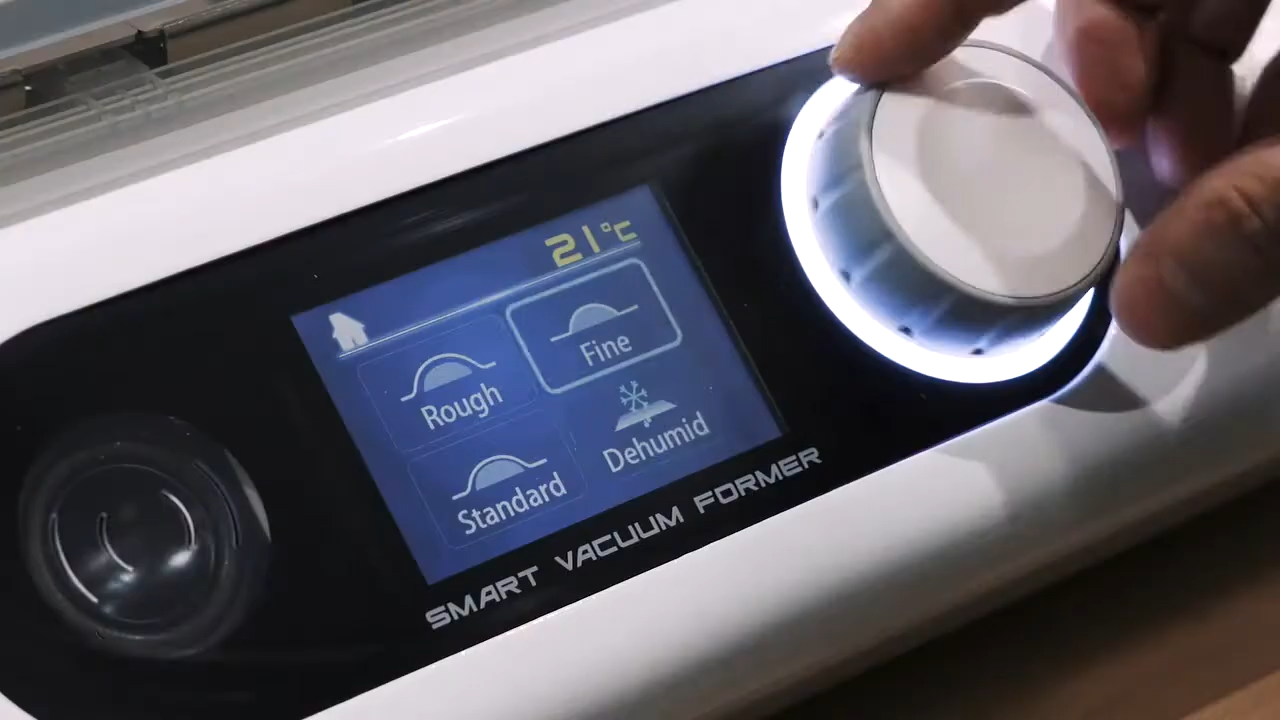 21°C
Rough
Fine
Standard
Dehumid
SMART VACUUM FORMER